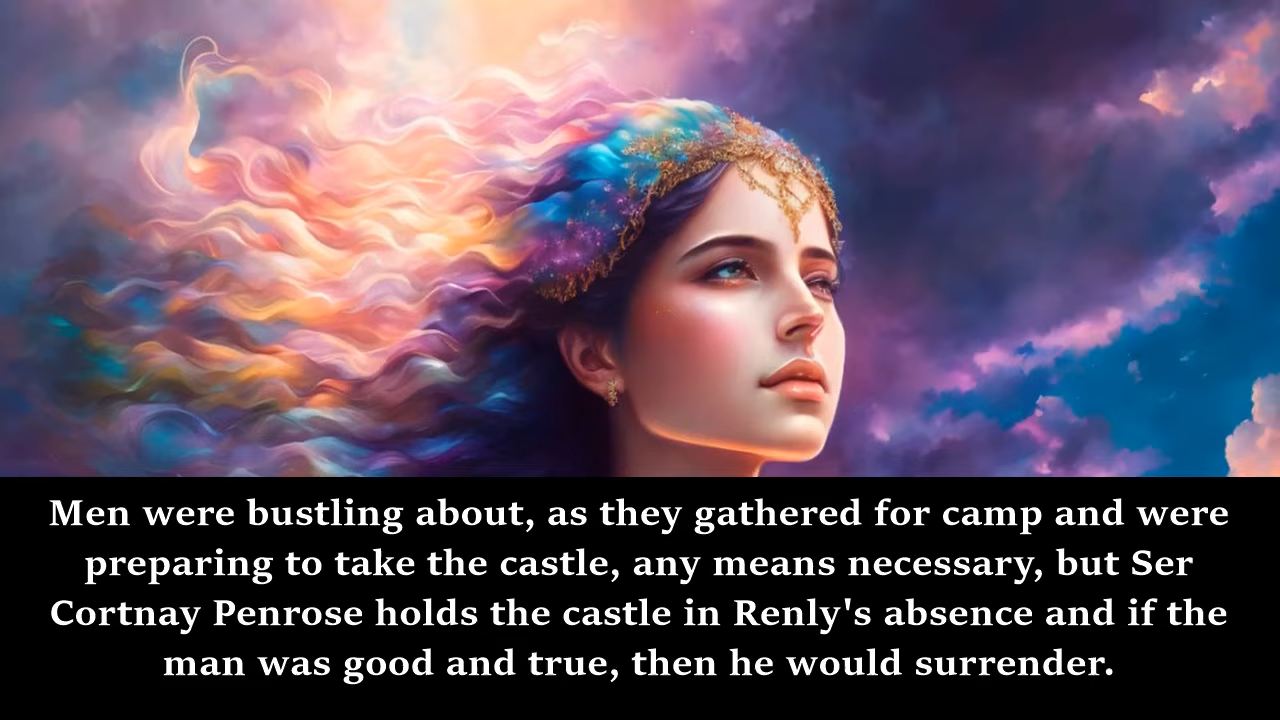 Men were bustling about, as they gathered for camp and were
preparing to take the castle, any means necessary, but Ser
Cortnay Penrose holds the castle in Renly's absence and if the
man was good and true, then he would surrender.